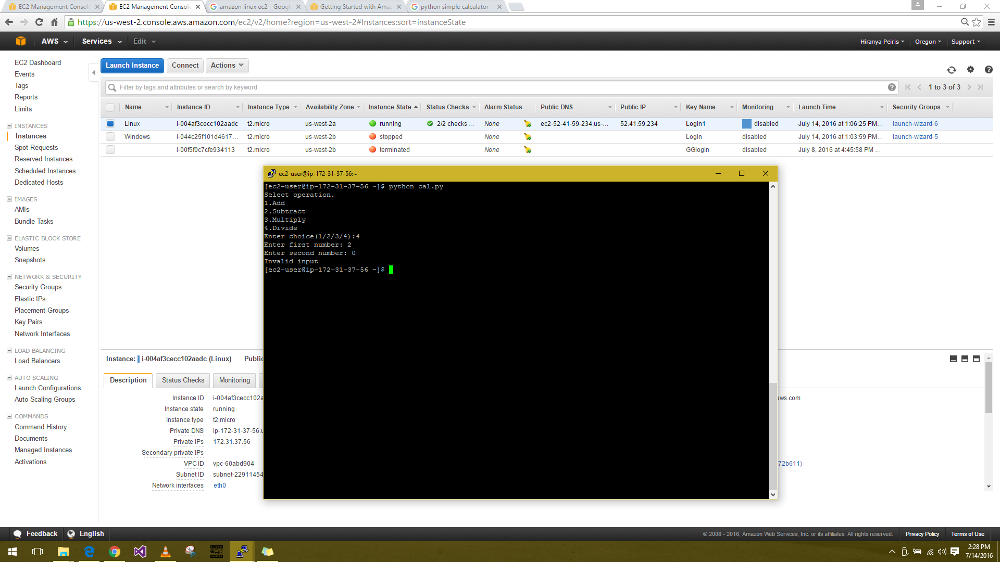 EC2 Management Console
EC2 Management Console
amazon linux ec2 - Goog
Getting Started with Ama
python simple calculator -
https://us-west-2.console.aws.amazon.com/ec2/v2/home?region=us-west-2#Instances:sort=instanceState
AWS Services Edit Hiranya Peiris Oregon Support
EC2 Dashboard
Events
Tags
Reports
Limits
INSTANCES
Instances
Spot Requests
Reserved Instances
Scheduled Instances
Dedicated Hosts
IMAGES
AMIs
Bundle Tasks
ELASTIC BLOCK STORE
Volumes
Snapshots
NETWORK & SECURITY
Security Groups
Elastic IPs
Placement Groups
Key Pairs
Network Interfaces
LOAD BALANCING
Load Balancers
AUTO SCALING
Launch Configurations
Auto Scaling Groups
COMMANDS
Command History
Documents
Managed Instances
Activations
Launch Instance Connect Actions
Filter by tags and attributes or search by keyword 1 to 3 of 3
Name Instance ID Instance Type Availability Zone Instance State Status Checks Alarm Status Public DNS Public IP Key Name Monitoring Launch Time Security Groups
Linux i-004af3cecc102aadc t2.micro us-west-2a running 2/2 checks ... None ec2-52-41-59-234.us-... 52.41.59.234 Login1 disabled July 14, 2016 at 1:06:25 PM... launch-wizard-6
Windows i-044c25f101d4617... t2.micro us-west-2b stopped None Login disabled July 14, 2016 at 1:03:59 PM... launch-wizard-5
i-00f5f0c7cfe934113 t2.micro us-west-2b terminated None GGlogin disabled July 8, 2016 at 4:45:58 PM ...
ec2-user@ip-172-31-37-56:~
[ec2-user@ip-172-31-37-56 ~]$ python cal.py
Select operation.
1.Add
2.Subtract
3.Multiply
4.Divide
Enter choice(1/2/3/4):4
Enter first number: 2
Enter second number: 0
Invalid input
[ec2-user@ip-172-31-37-56 ~]$
Instance: i-004af3cecc102aadc (Linux) Public
Description Status Checks Monitoring
Instance ID i-004af3cecc102a
aws.com
Instance state running
Instance type t2.micro
Private DNS ip-172-31-37-56.u
Private IPs 172.31.37.56
Secondary private IPs
VPC ID vpc-60abd904
72b611)
Subnet ID subnet-22911454
Network interfaces eth0
Feedback English © 2008 - 2016, Amazon Web Services, Inc. or its affiliates. All rights reserved. Privacy Policy Terms of Use
2:28 PM
7/14/2016